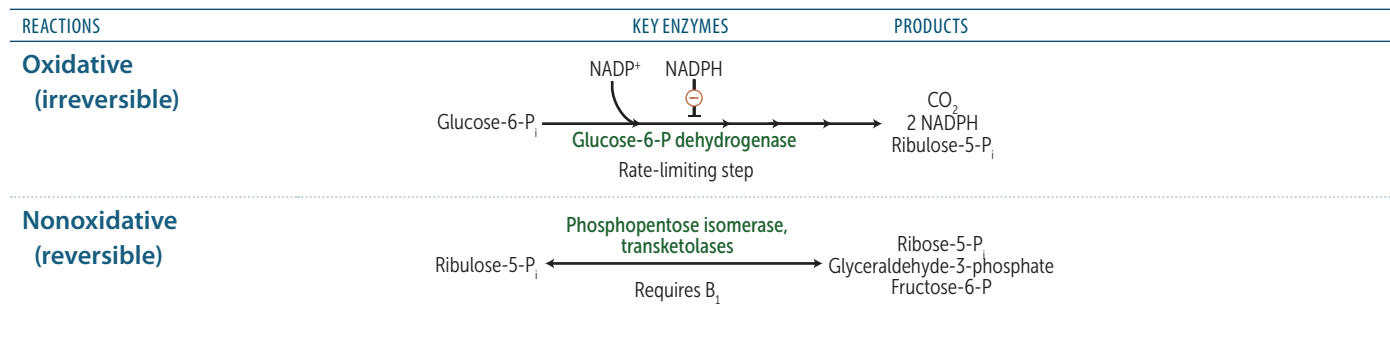 REACTIONS KEY ENZYMES PRODUCTS
Oxidative
(irreversible)
NADP⁺ NADPH
−
Glucose-6-Pᵢ
Glucose-6-P dehydrogenase
Rate-limiting step
CO₂
2 NADPH
Ribulose-5-Pᵢ
Nonoxidative
(reversible)
Ribulose-5-Pᵢ
Phosphopentose isomerase,
transketolases
Requires B₁
Ribose-5-Pᵢ
Glyceraldehyde-3-phosphate
Fructose-6-P